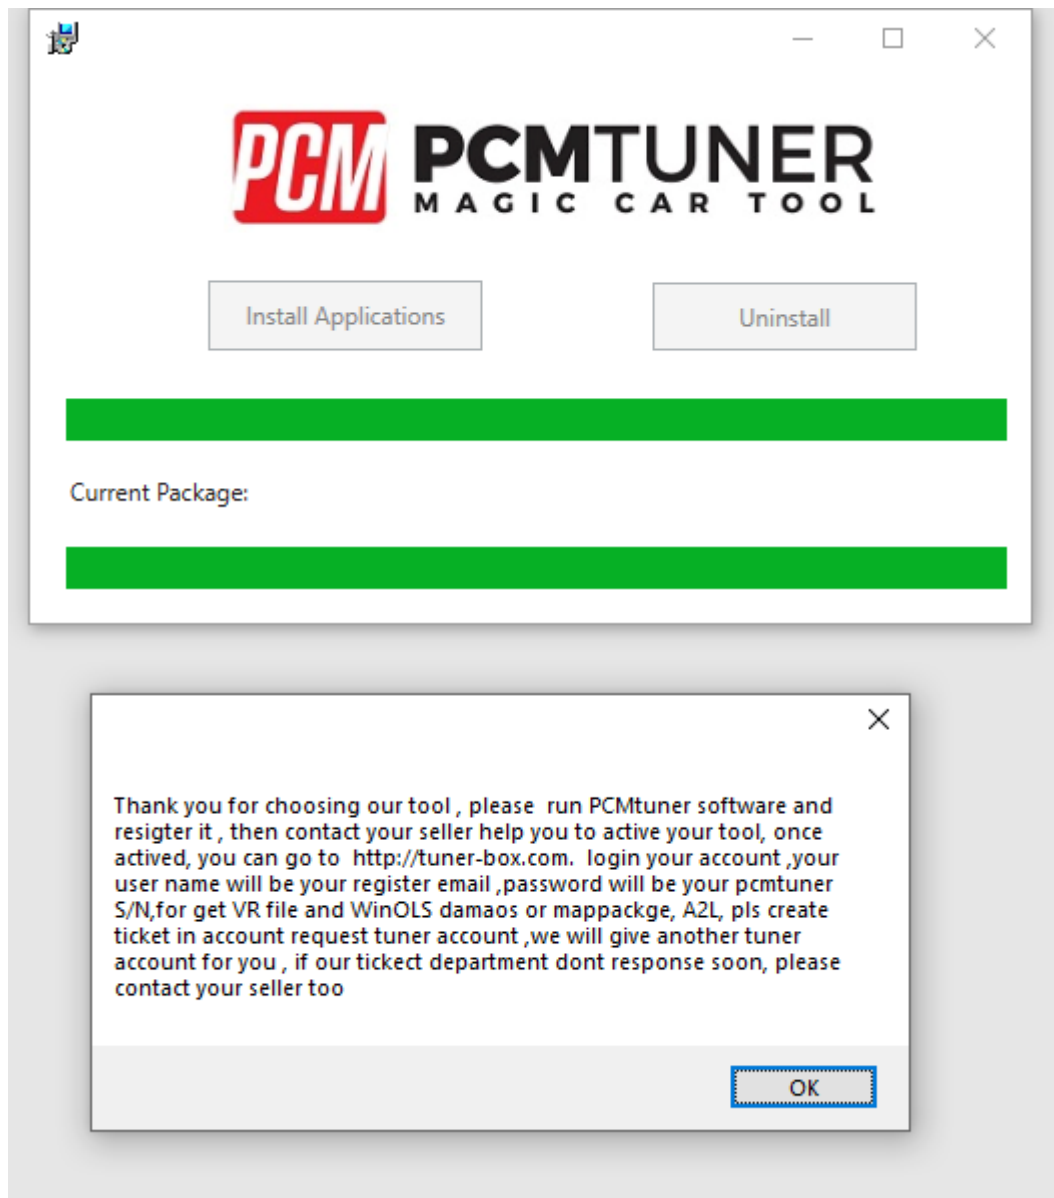 PCM PCMTUNER
MAGIC CAR TOOL
Install Applications
Uninstall
Current Package:
Thank you for choosing our tool , please  run PCMtuner software and
resigter it , then contact your seller help you to active your tool, once
actived, you can go to  http://tuner-box.com.  login your account ,your
user name will be your register email ,password will be your pcmtuner
S/N,for get VR file and WinOLS damaos or mappackge, A2L, pls create
ticket in account request tuner account ,we will give another tuner
account for you , if our tickect department dont response soon, please
contact your seller too
OK